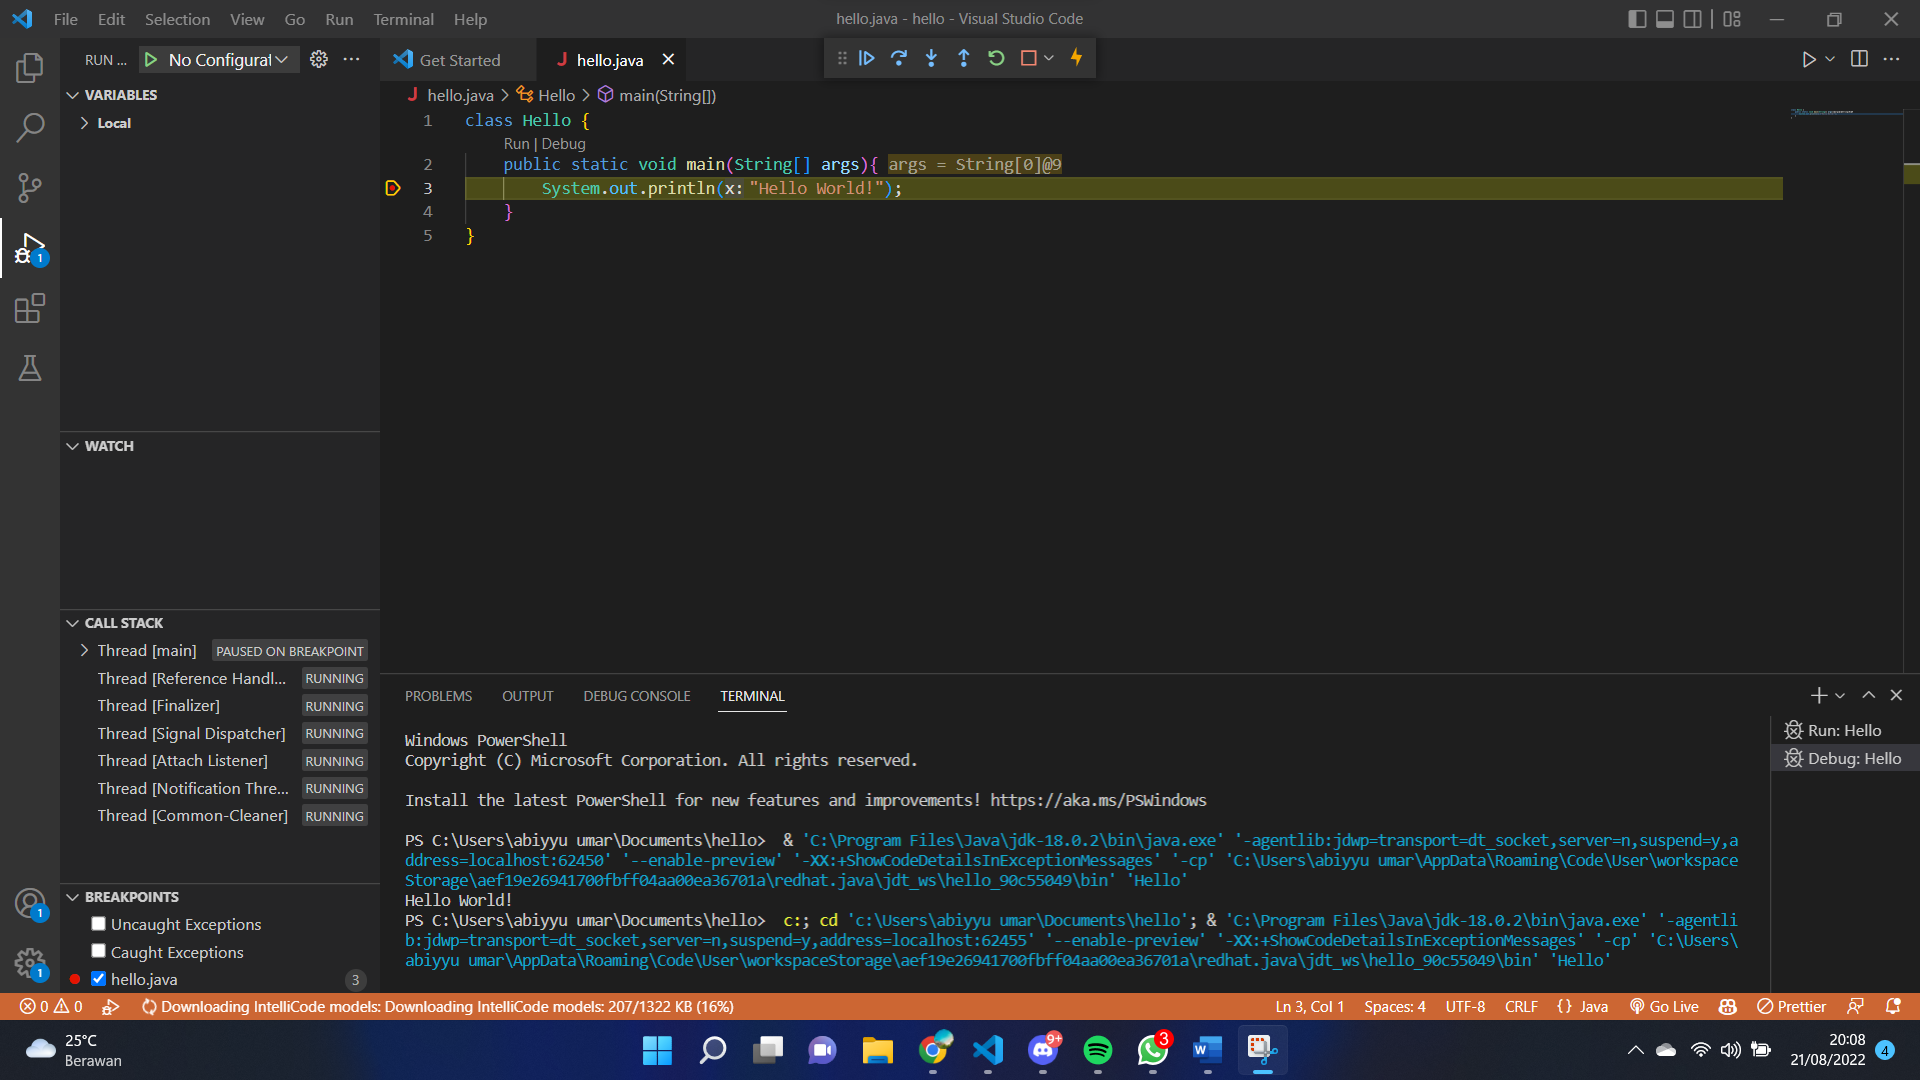 File Edit Selection View Go Run Terminal Help
hello.java - hello - Visual Studio Code
RUN ... No Configurat
Get Started
hello.java
VARIABLES
Local
hello.java > Hello > main(String[])
1 class Hello {
Run | Debug
2 public static void main(String[] args){ args = String[0]@9
3 System.out.println(x: "Hello World!");
4 }
5 }
WATCH
CALL STACK
Thread [main] PAUSED ON BREAKPOINT
Thread [Reference Handl... RUNNING
Thread [Finalizer] RUNNING
Thread [Signal Dispatcher] RUNNING
Thread [Attach Listener] RUNNING
Thread [Notification Thre... RUNNING
Thread [Common-Cleaner] RUNNING
BREAKPOINTS
Uncaught Exceptions
Caught Exceptions
hello.java 3
1
1
1
PROBLEMS OUTPUT DEBUG CONSOLE TERMINAL
Windows PowerShell
Copyright (C) Microsoft Corporation. All rights reserved.
Install the latest PowerShell for new features and improvements! https://aka.ms/PSWindows
PS C:\Users\abiyyu umar\Documents\hello>  & 'C:\Program Files\Java\jdk-18.0.2\bin\java.exe' '-agentlib:jdwp=transport=dt_socket,server=n,suspend=y,a
ddress=localhost:62450' '--enable-preview' '-XX:+ShowCodeDetailsInExceptionMessages' '-cp' 'C:\Users\abiyyu umar\AppData\Roaming\Code\User\workspace
Storage\aef19e26941700fbff04aa00ea36701a\redhat.java\jdt_ws\hello_90c55049\bin' 'Hello'
Hello World!
PS C:\Users\abiyyu umar\Documents\hello>  c:; cd 'c:\Users\abiyyu umar\Documents\hello'; & 'C:\Program Files\Java\jdk-18.0.2\bin\java.exe' '-agentli
b:jdwp=transport=dt_socket,server=n,suspend=y,address=localhost:62455' '--enable-preview' '-XX:+ShowCodeDetailsInExceptionMessages' '-cp' 'C:\Users\
abiyyu umar\AppData\Roaming\Code\User\workspaceStorage\aef19e26941700fbff04aa00ea36701a\redhat.java\jdt_ws\hello_90c55049\bin' 'Hello'
Run: Hello
Debug: Hello
0 0 Downloading IntelliCode models: Downloading IntelliCode models: 207/1322 KB (16%)
Ln 3, Col 1 Spaces: 4 UTF-8 CRLF {} Java Go Live Prettier
25°C
Berawan
9+
3
20:08
21/08/2022
4